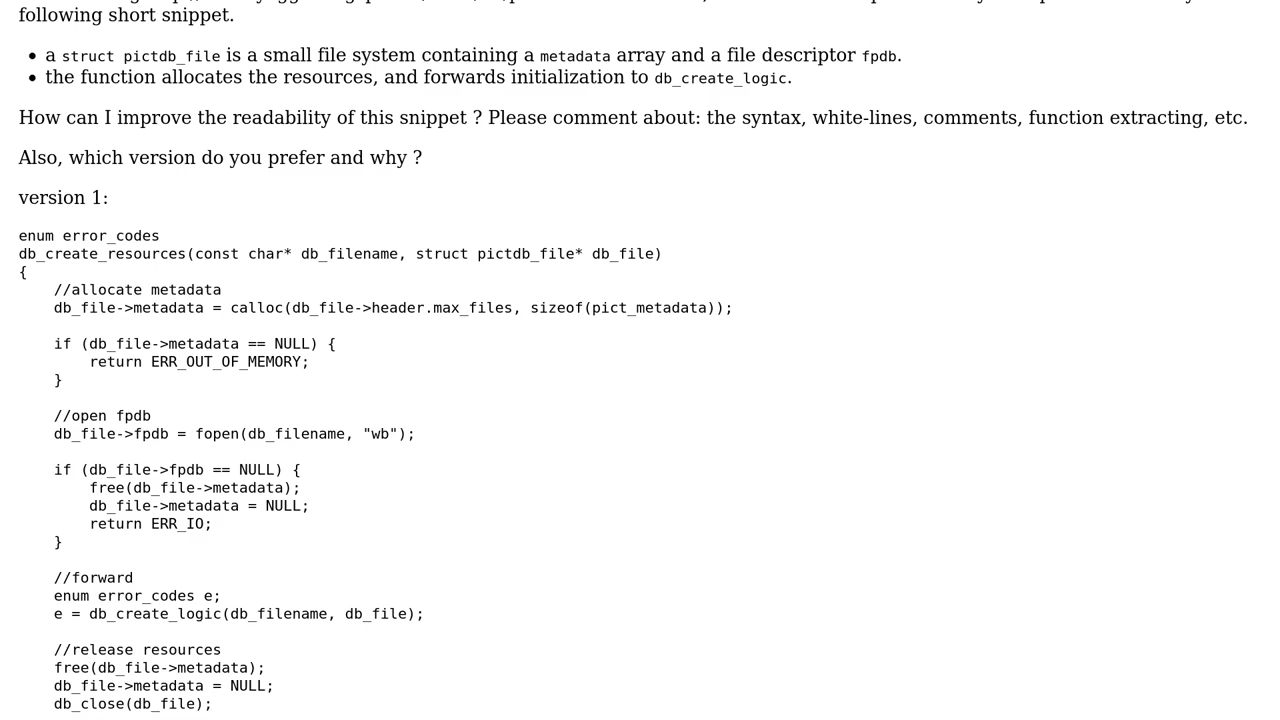 following short snippet.
• a struct pictdb_file is a small file system containing a metadata array and a file descriptor fpdb.
• the function allocates the resources, and forwards initialization to db_create_logic.
How can I improve the readability of this snippet ? Please comment about: the syntax, white-lines, comments, function extracting, etc.
Also, which version do you prefer and why ?
version 1:
enum error_codes
db_create_resources(const char* db_filename, struct pictdb_file* db_file)
{
    //allocate metadata
    db_file->metadata = calloc(db_file->header.max_files, sizeof(pict_metadata));
    if (db_file->metadata == NULL) {
        return ERR_OUT_OF_MEMORY;
    }
    //open fpdb
    db_file->fpdb = fopen(db_filename, "wb");
    if (db_file->fpdb == NULL) {
        free(db_file->metadata);
        db_file->metadata = NULL;
        return ERR_IO;
    }
    //forward
    enum error_codes e;
    e = db_create_logic(db_filename, db_file);
    //release resources
    free(db_file->metadata);
    db_file->metadata = NULL;
    db_close(db_file);